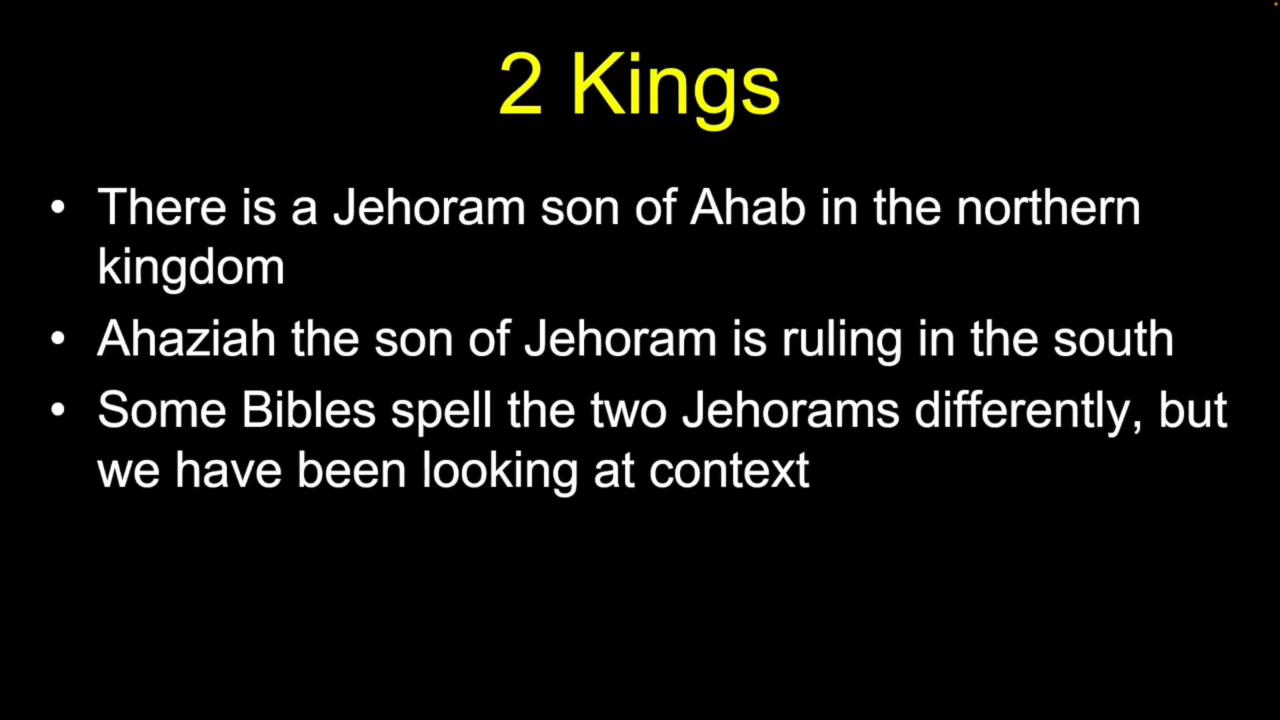 2 Kings
• There is a Jehoram son of Ahab in the northern
kingdom
• Ahaziah the son of Jehoram is ruling in the south
• Some Bibles spell the two Jehorams differently, but
we have been looking at context